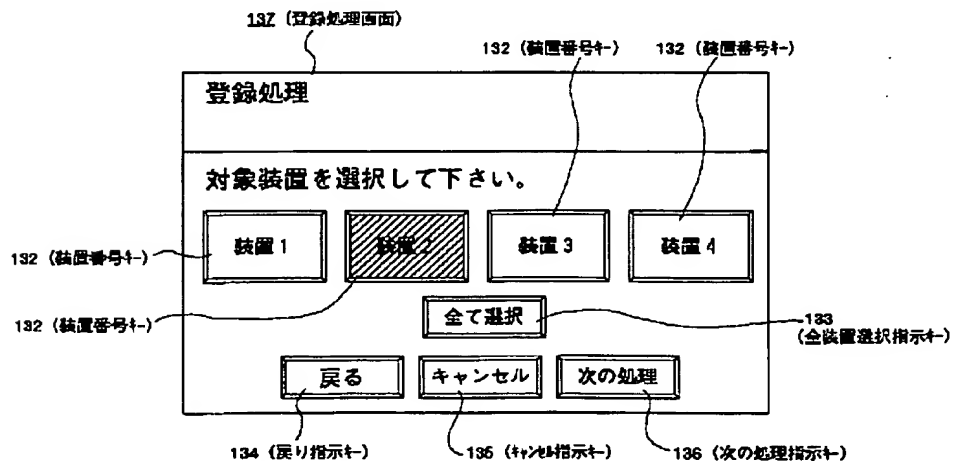 137 (登録処理画面)
132 (装置番号ｷｰ) 132 (装置番号ｷｰ)
登録処理
対象装置を選択して下さい。
装置1 装置2 装置3 装置4
132 (装置番号ｷｰ)
132 (装置番号ｷｰ)
全て選択
133
(全装置選択指示ｷｰ)
戻る キャンセル 次の処理
134 (戻り指示ｷｰ) 135 (ｷｬﾝｾﾙ指示ｷｰ) 136 (次の処理指示ｷｰ)